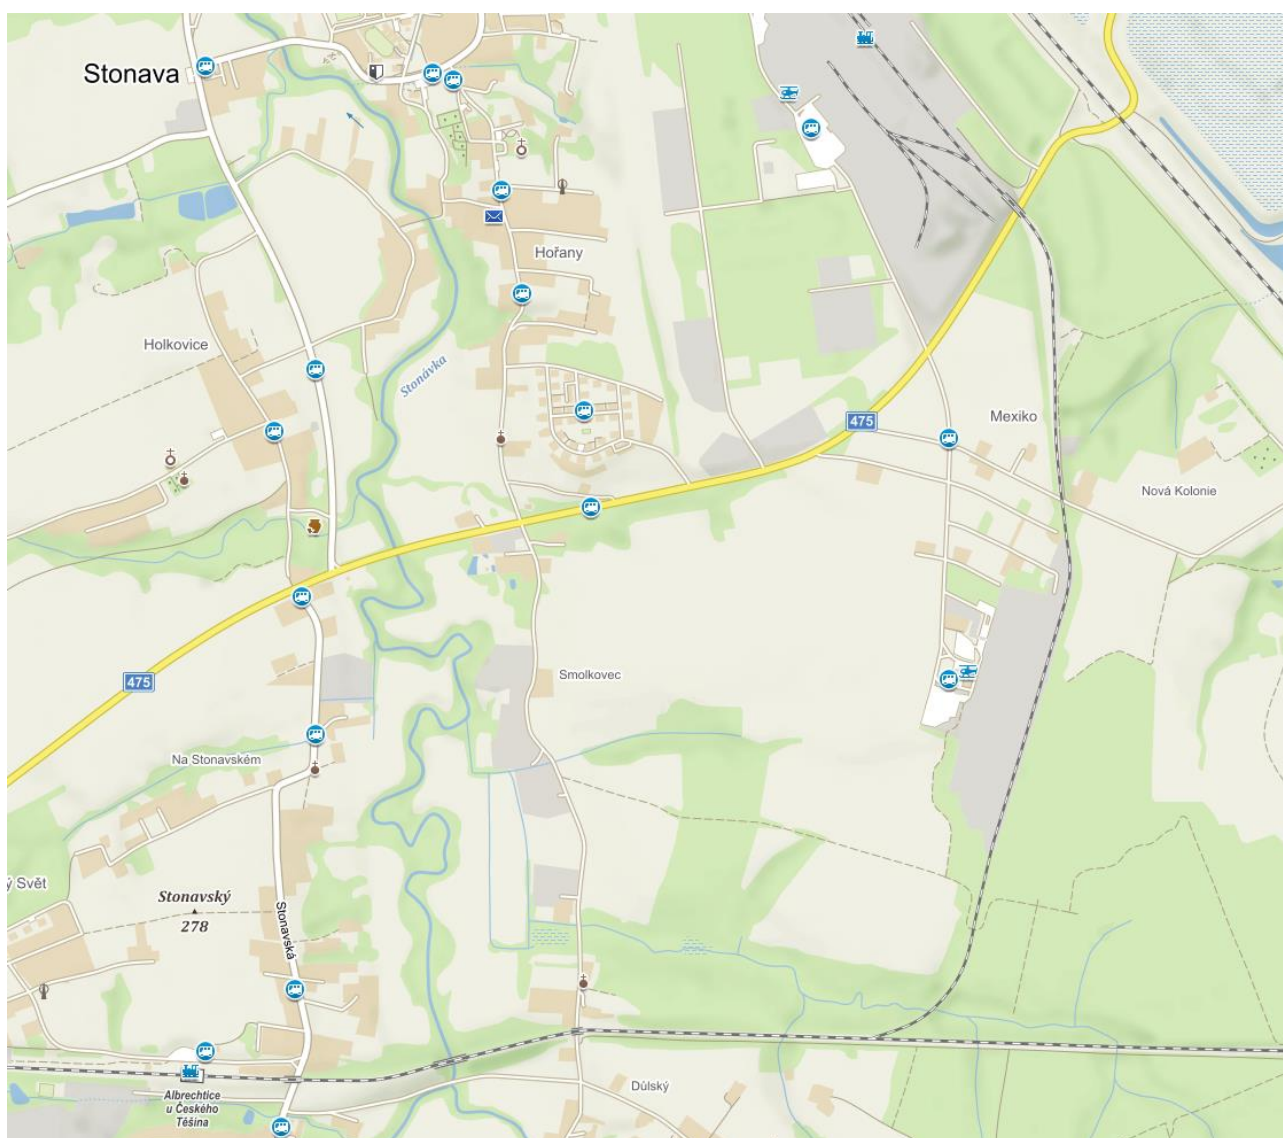 Stonava
Hořany
Holkovice
Stonávka
475
Mexiko
Nová Kolonie
Smolkovec
475
Na Stonavském
ý Svět
Stonavský
278
Stonavská
Albrechtice
u Českého
Těšína
Důlský